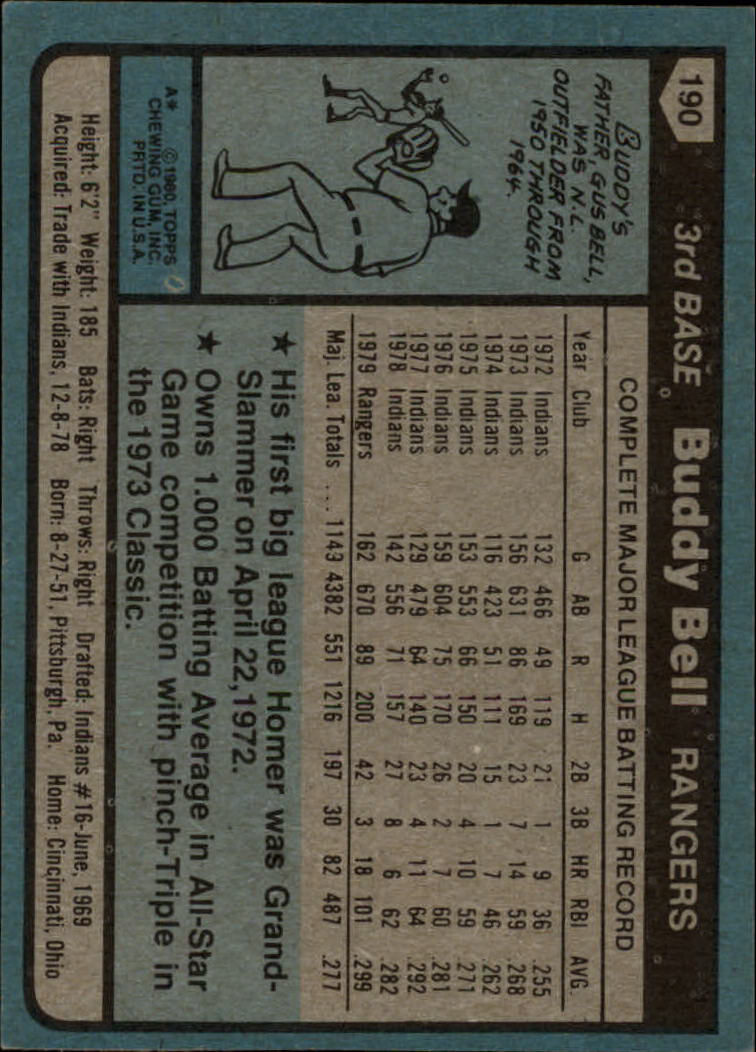 190
3rd BASE Buddy Bell RANGERS
BUDDY'S
FATHER, GUS BELL,
WAS N.L.
OUTFIELDER FROM
1950 THROUGH
1964.
A* © 1980, TOPPS
CHEWING GUM, INC.
PRTD. IN U.S.A.
COMPLETE MAJOR LEAGUE BATTING RECORD
Year Club G AB R H 2B 3B HR RBI AVG.
1972 Indians 132 466 49 119 21 1 9 36 .255
1973 Indians 156 631 86 169 23 7 14 59 .268
1974 Indians 116 423 51 111 15 1 7 46 .262
1975 Indians 153 553 66 150 20 4 10 59 .271
1976 Indians 159 604 75 170 26 2 7 60 .281
1977 Indians 129 479 64 140 23 4 11 64 .292
1978 Indians 142 556 71 157 27 8 6 62 .282
1979 Rangers 162 670 89 200 42 3 18 101 .299
Maj. Lea. Totals .... 1149 4382 551 1216 197 30 82 487 .277
★ His first big league Homer was Grand-
Slammer on April 22,1972.
★ Owns 1.000 Batting Average in All-Star
Game competition with pinch-Triple in
the 1973 Classic.
Height: 6'2" Weight: 185 Bats: Right Throws: Right Drafted: Indians #16-June, 1969
Acquired: Trade with Indians, 12-8-78 Born: 8-27-51, Pittsburgh, Pa. Home: Cincinnati, Ohio